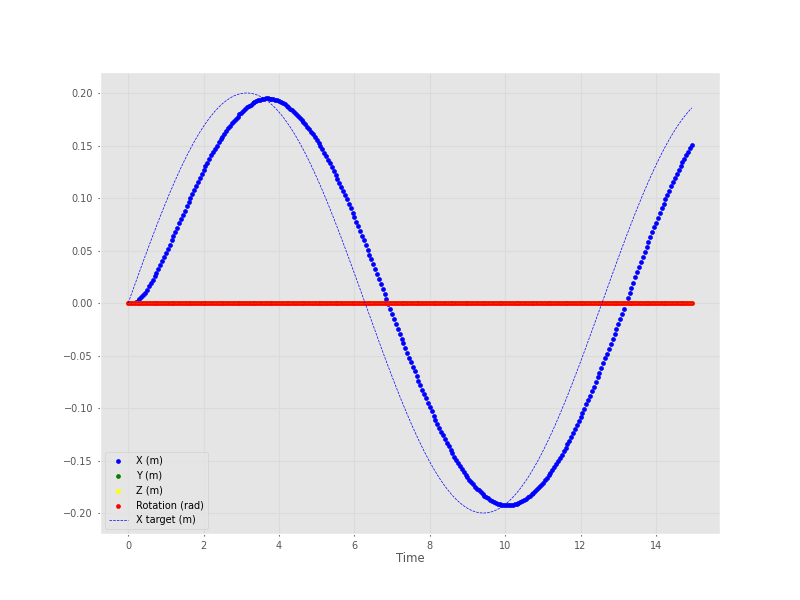 0.20
0.15
0.10
0.05
0.00
−0.05
−0.10
−0.15
−0.20
X (m)
Y (m)
Z (m)
Rotation (rad)
X target (m)
0 2 4 6 8 10 12 14
Time